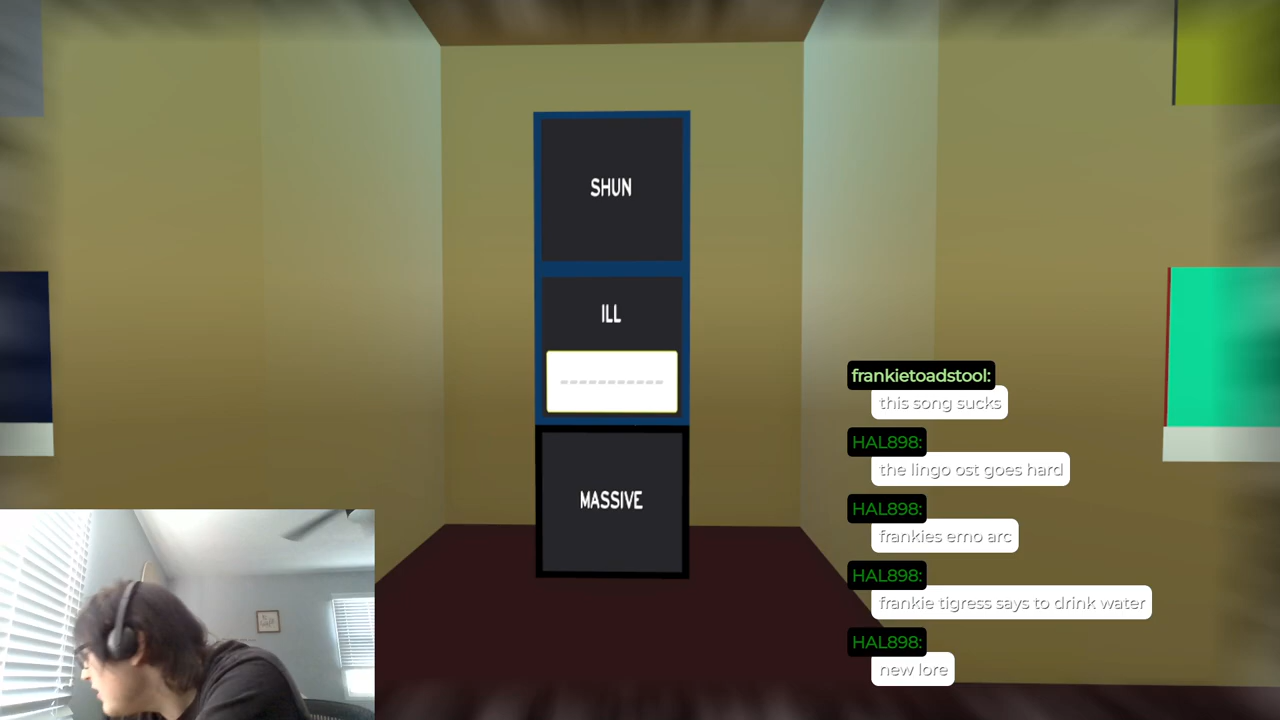 SHUN
ILL
-----------
MASSIVE
frankietoadstool:
this song sucks
HAL898:
the lingo ost goes hard
HAL898:
frankies emo arc
HAL898:
frankie tigress says to drink water
HAL898:
new lore